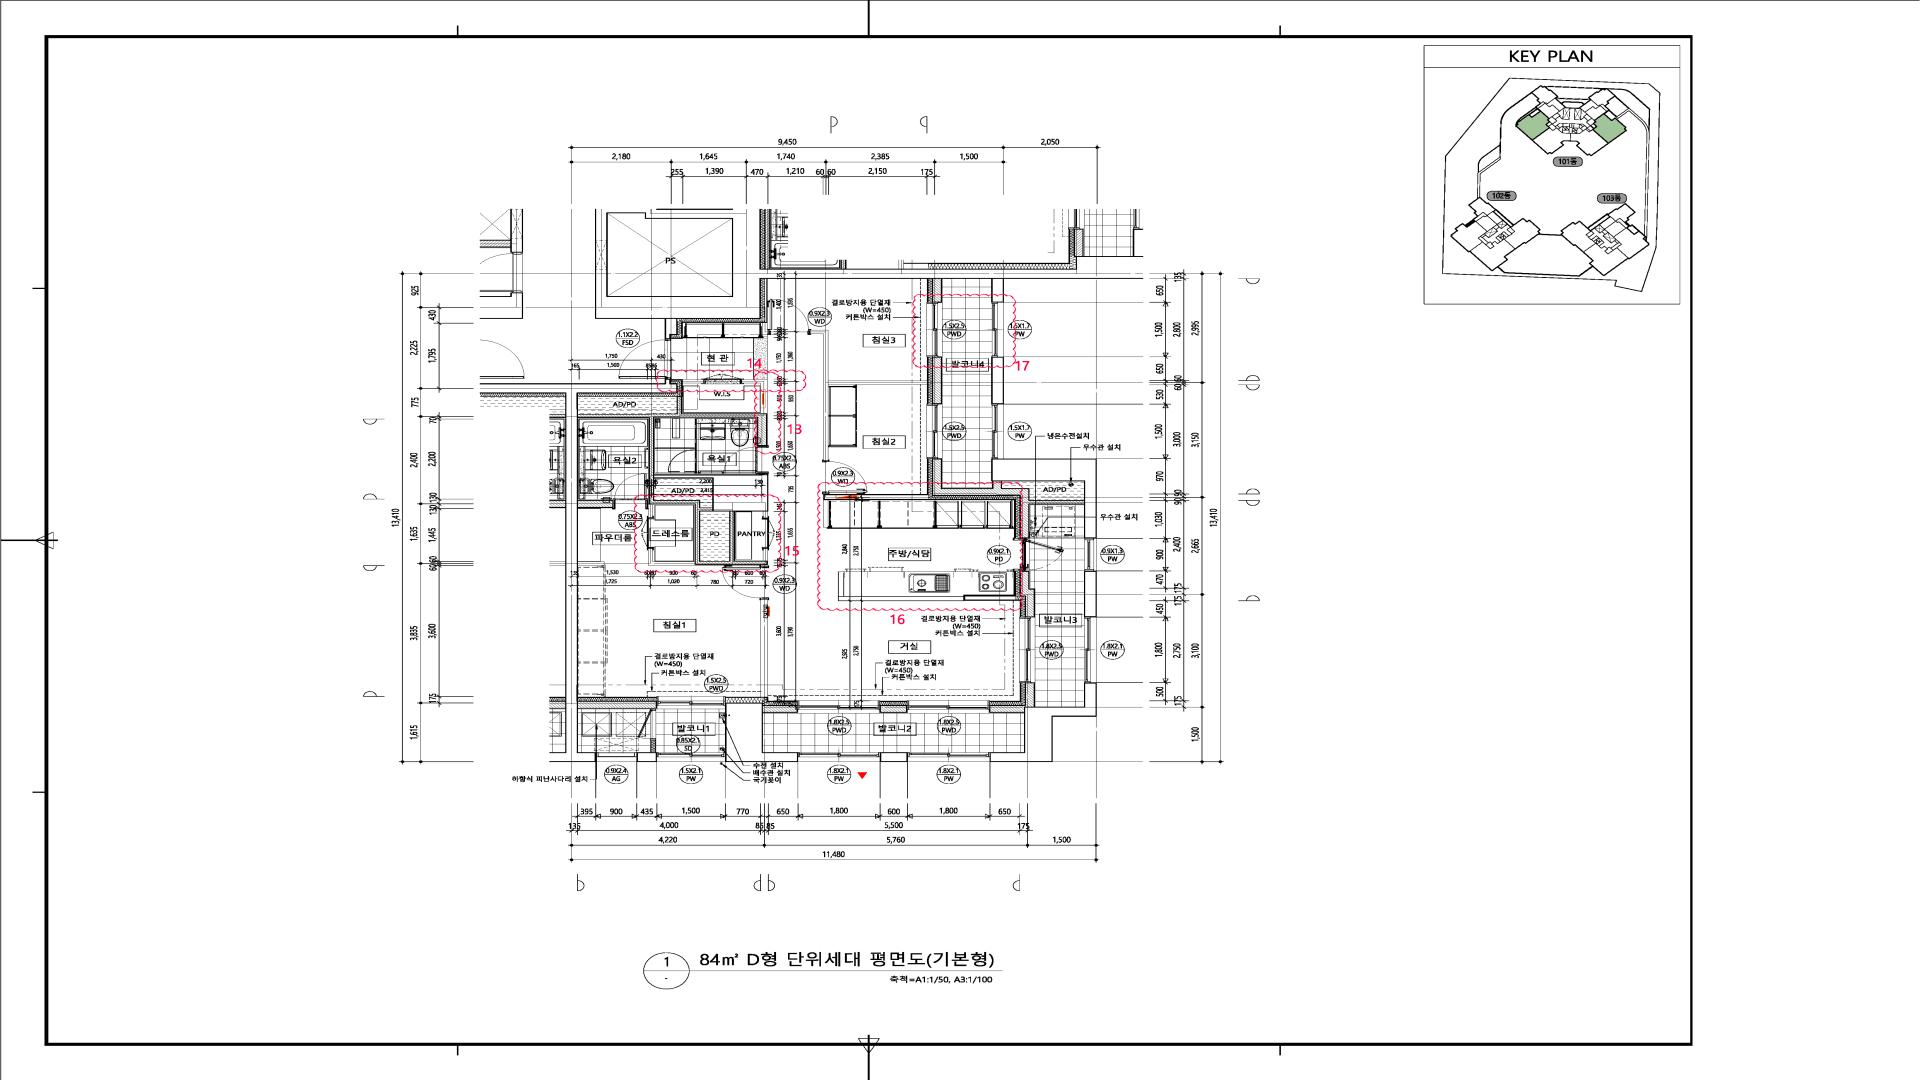 KEY PLAN
101동
102동
103동
9,450
2,050
2,180
1,645
1,740
2,385
1,500
255
1,390
470
1,210
60
60
2,150
175
PS
결로방지용 단열재
(W=450)
커튼박스 설치
0.9X2.3
WD
1.1X2.2
FSD
침실3
1.5X2.5
PWD
1.5X1.7
PW
현관
14
발코니4
17
W.I.S
AD/PD
13
침실2
1.5X2.5
PWD
1.5X1.7
PW
냉온수전설치
우수관 설치
욕실2
욕실1
0.75X2.1
ABS
0.9X2.3
WD
AD/PD
AD/PD
우수관 설치
0.75X2.3
ABS
파우더룸
드레스룸
PD
PANTRY
15
주방/식당
0.9X2.1
PD
0.9X1.3
PW
0.9X2.3
WD
16
결로방지용 단열재
(W=450)
커튼박스 설치
침실1
거실
발코니3
1.8X2.5
PWD
1.8X2.1
PW
결로방지용 단열재
(W=450)
커튼박스 설치
결로방지용 단열재
(W=450)
커튼박스 설치
1.5X2.5
PWD
발코니1
0.85X2.1
SD
1.8X2.5
PWD
발코니2
1.8X2.5
PWD
하향식 피난사다리 설치
0.9X2.4
AG
1.5X2.1
PW
수전 설치
배수관 설치
국기꽂이
1.8X2.1
PW
1.8X2.1
PW
925
2,225
775
2,400
130
1,635
3,835
1,615
13,410
430
1,795
2,200
1,445
3,600
175
650
1,500
650
530
1,500
970
1,030
900
470
450
1,800
500
2,800
3,000
2,400
2,750
2,995
3,150
2,665
3,100
1,500
13,410
395
900
435
1,500
770
650
1,800
600
1,800
650
135
4,000
85
85
5,500
175
4,220
5,760
1,500
11,480
1
-
84㎡ D형 단위세대 평면도(기본형)
축척=A1:1/50, A3:1/100